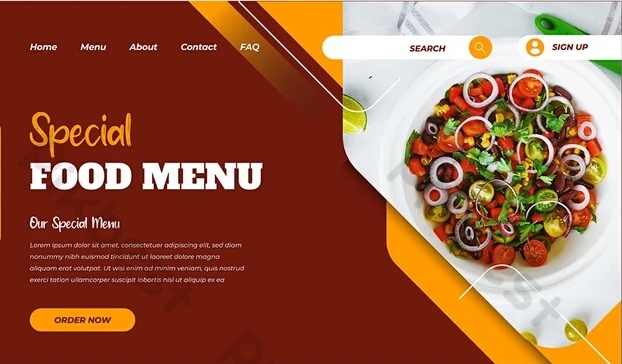 Home Menu About Contact FAQ SEARCH SIGN UP
Special
FOOD MENU
Our Special Menu
Lorem ipsum dolor sit amet, consectetuer adipiscing elit, sed diam
nonummy nibh euismod tincidunt ut laoreet dolore magna
aliquam erat volutpat. Ut wisi enim ad minim veniam, quis nostrud
exerci tation ullamcorper suscipit lobortis nisl ut aliquip ex ea
ORDER NOW